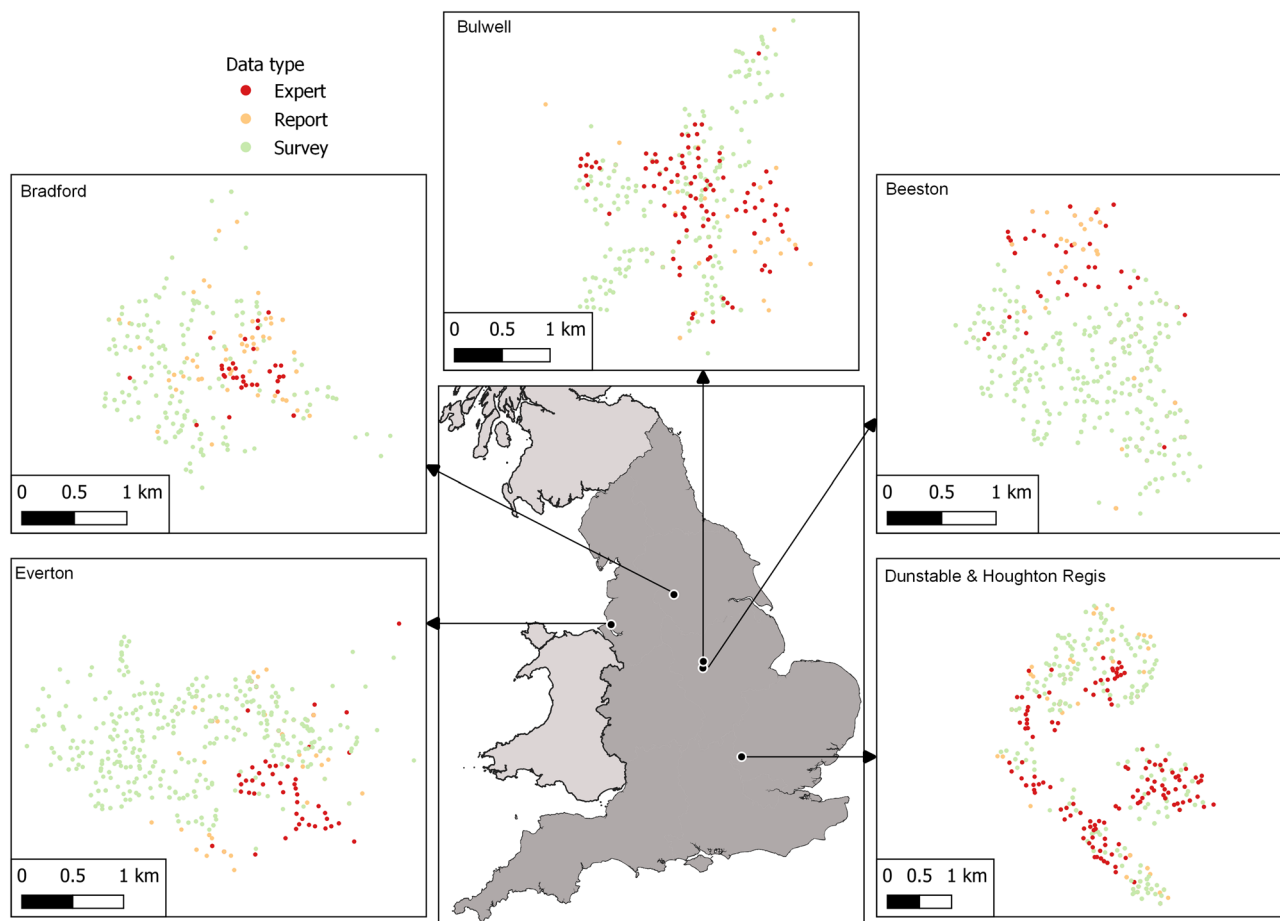 Bulwell
Data type
Expert
Report
Survey
0 0.5 1 km
Bradford
0 0.5 1 km
Beeston
0 0.5 1 km
Everton
0 0.5 1 km
Dunstable & Houghton Regis
0 0.5 1 km